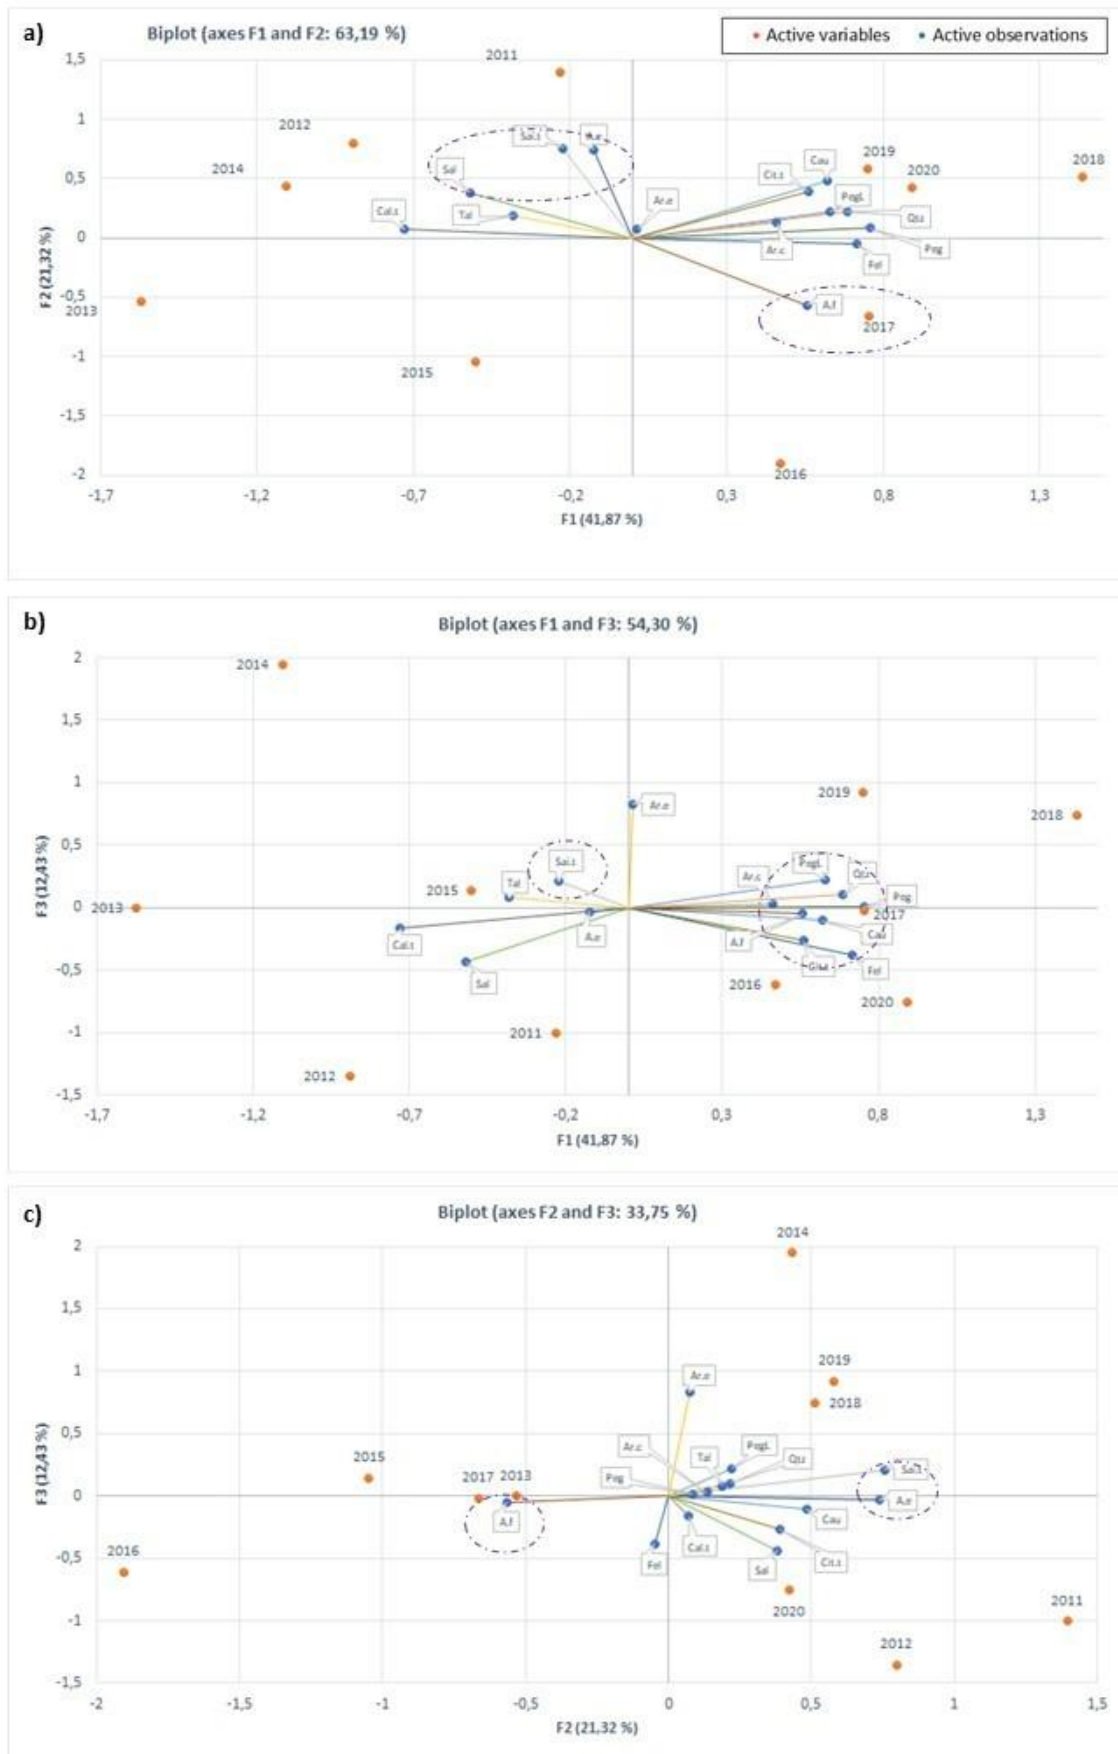 a)
Biplot (axes F1 and F2: 63,19 %)
Active variables Active observations
2011
1,5
2012
2014
1
0,5
0
-0,5
-1
-1,5
-2
Sal
Cal.t
Tal
Ar.e
Cit.t
Cau
2019
2020
2018
PegL
Qtz
Ar.c
Peg
Fel
A.f
2017
2013
2015
2016
F2 (21,32 %)
-1,7 -1,2 -0,7 -0,2 0,3 0,8 1,3
F1 (41,87 %)
b)
Biplot (axes F1 and F3: 54,30 %)
2
1,5
1
0,5
0
-0,5
-1
-1,5
2014
2019
2018
Ar.e
Sai.t
Tal
2015
2013
Cal.t
A.e
Sal
Ar.c
PegL
Qtz
Peg
2017
Cau
A.f
Fel
2016
2020
2011
2012
F3 (12,43 %)
-1,7 -1,2 -0,7 -0,2 0,3 0,8 1,3
F1 (41,87 %)
c)
Biplot (axes F2 and F3: 33,75 %)
2014
2
1,5
1
0,5
0
-0,5
-1
-1,5
2019
2018
Ar.e
Ar.c
Tal
PegL
Qtz
Peg
Sai.t
A.e
Cau
2015
2017 2013
A.f
Fel
Cal.t
Sal
Cit.t
2016
2020
2011
2012
F3 (12,43 %)
-2 -1,5 -1 -0,5 0 0,5 1 1,5
F2 (21,32 %)